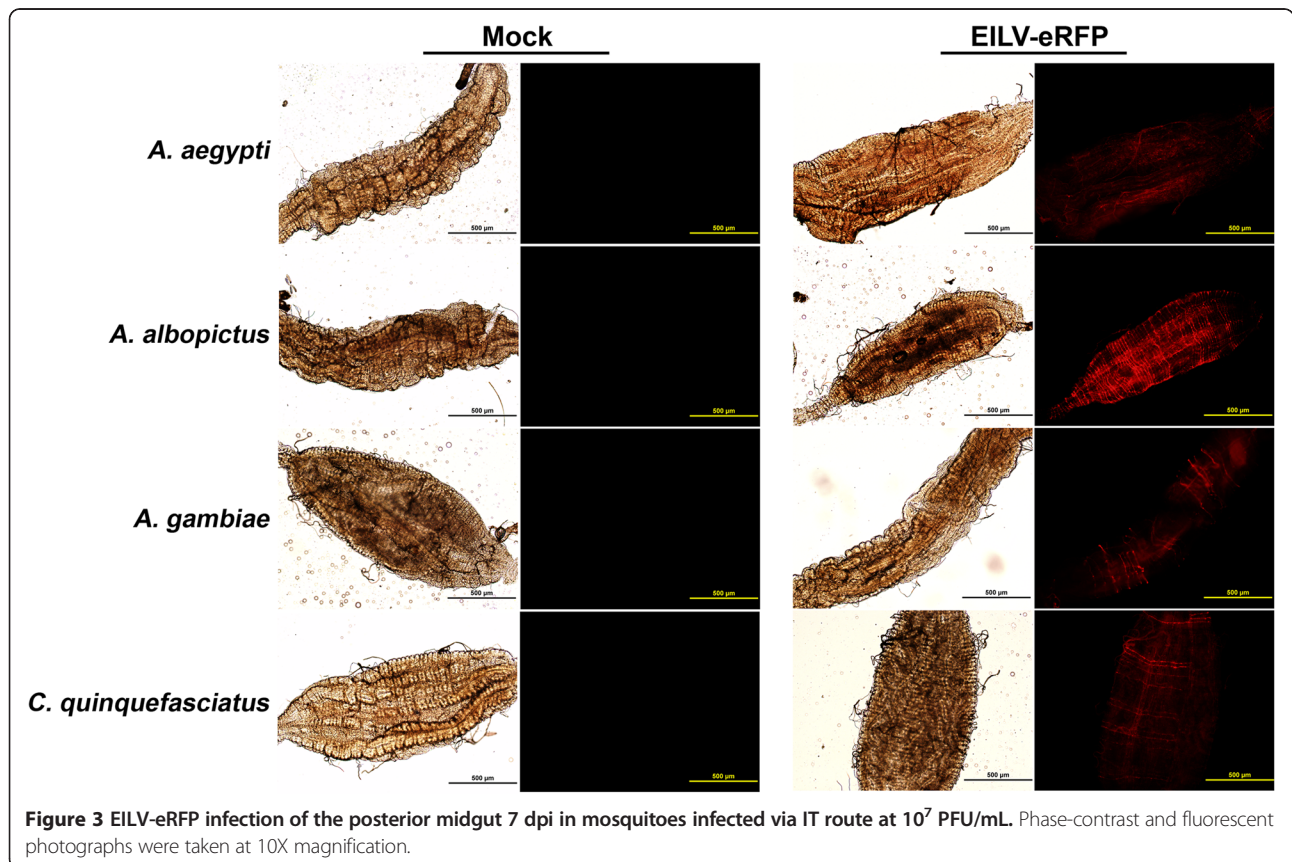 Mock EILV-eRFP
A. aegypti
500 µm 500 µm 500 µm 500 µm
A. albopictus
500 µm 500 µm 500 µm 500 µm
A. gambiae
500 µm 500 µm 500 µm 500 µm
C. quinquefasciatus
500 µm 500 µm 500 µm 500 µm
Figure 3 EILV-eRFP infection of the posterior midgut 7 dpi in mosquitoes infected via IT route at 10⁷ PFU/mL. Phase-contrast and fluorescent
photographs were taken at 10X magnification.